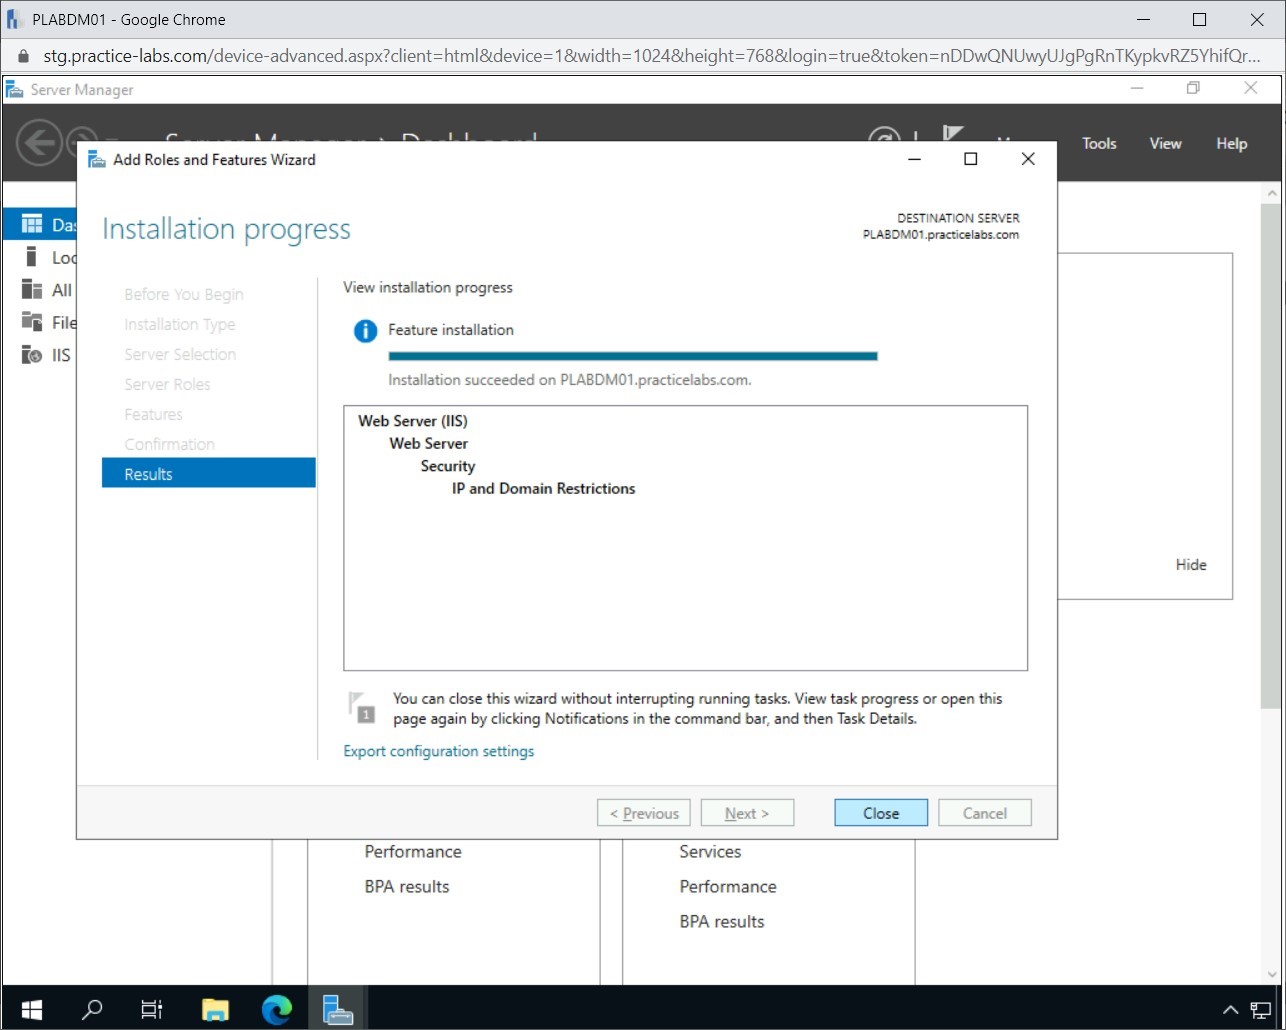 PLABDM01 - Google Chrome
stg.practice-labs.com/device-advanced.aspx?client=html&device=1&width=1024&height=768&login=true&token=nDDwQNUwyUJgPgRnTKypkvRZ5YhifQr...
Server Manager
Server Manager › Dashboard
Tools
View
Help
Add Roles and Features Wizard
Installation progress
DESTINATION SERVER
PLABDM01.practicelabs.com
Das
Loc
All
File
IIS
Before You Begin
Installation Type
Server Selection
Server Roles
Features
Confirmation
Results
View installation progress
Feature installation
Installation succeeded on PLABDM01.practicelabs.com.
Web Server (IIS)
Web Server
Security
IP and Domain Restrictions
Hide
1
You can close this wizard without interrupting running tasks. View task progress or open this
page again by clicking Notifications in the command bar, and then Task Details.
Export configuration settings
< Previous
Next >
Close
Cancel
Performance
BPA results
Services
Performance
BPA results